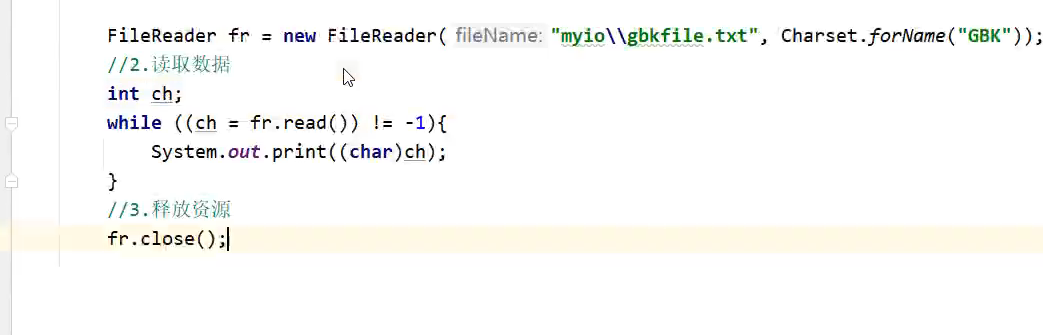 FileReader fr = new FileReader( fileName: "myio\\gbkfile.txt", Charset.forName("GBK"));
//2.读取数据
int ch;
while ((ch = fr.read()) != -1){
    System.out.print((char)ch);
}
//3.释放资源
fr.close();